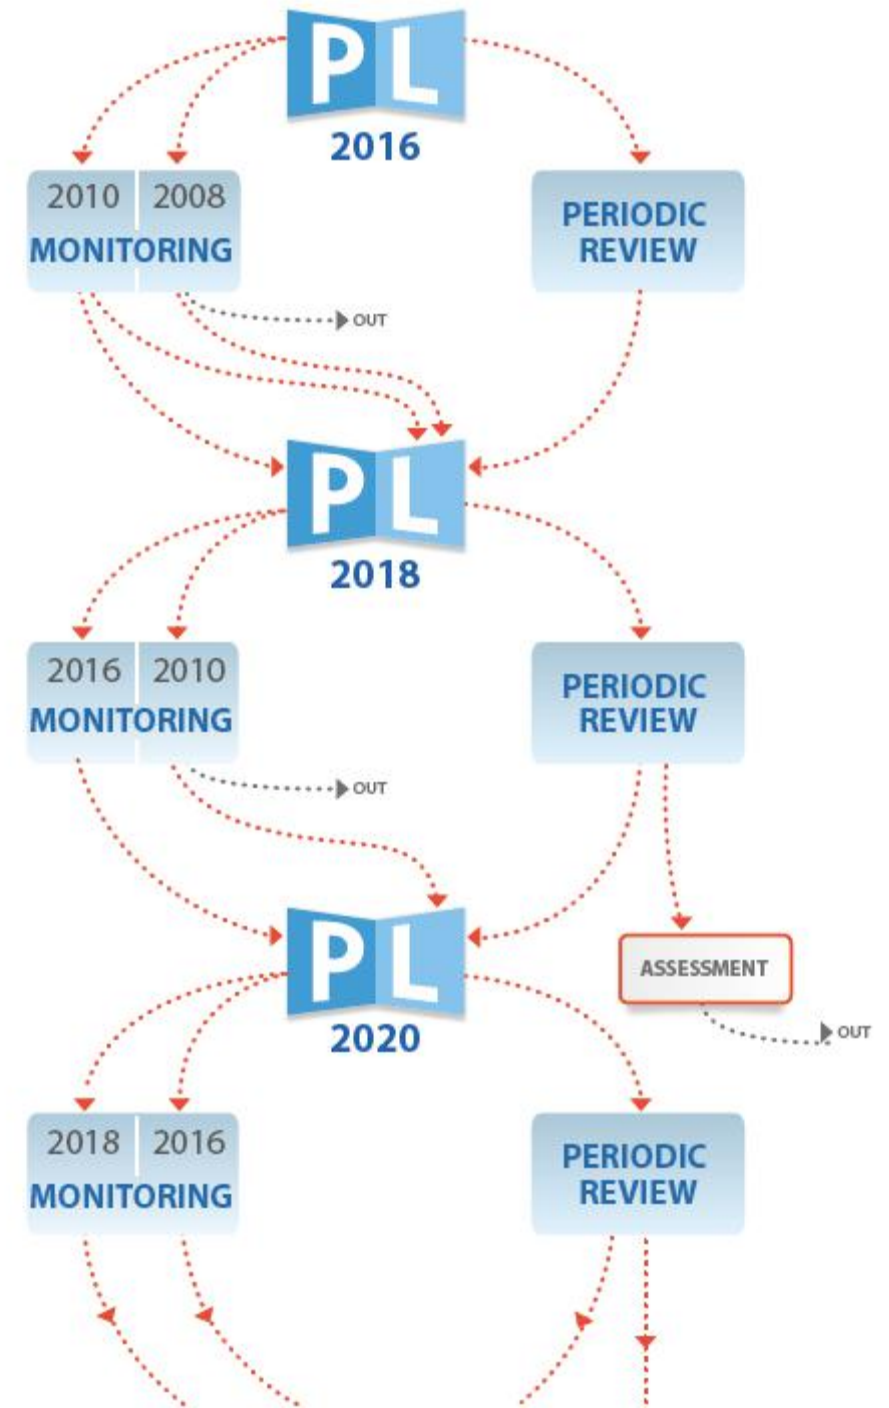 PL
2016
2010 2008
MONITORING
PERIODIC
REVIEW
OUT
PL
2018
2016 2010
MONITORING
PERIODIC
REVIEW
OUT
PL
2020
ASSESSMENT
OUT
2018 2016
MONITORING
PERIODIC
REVIEW